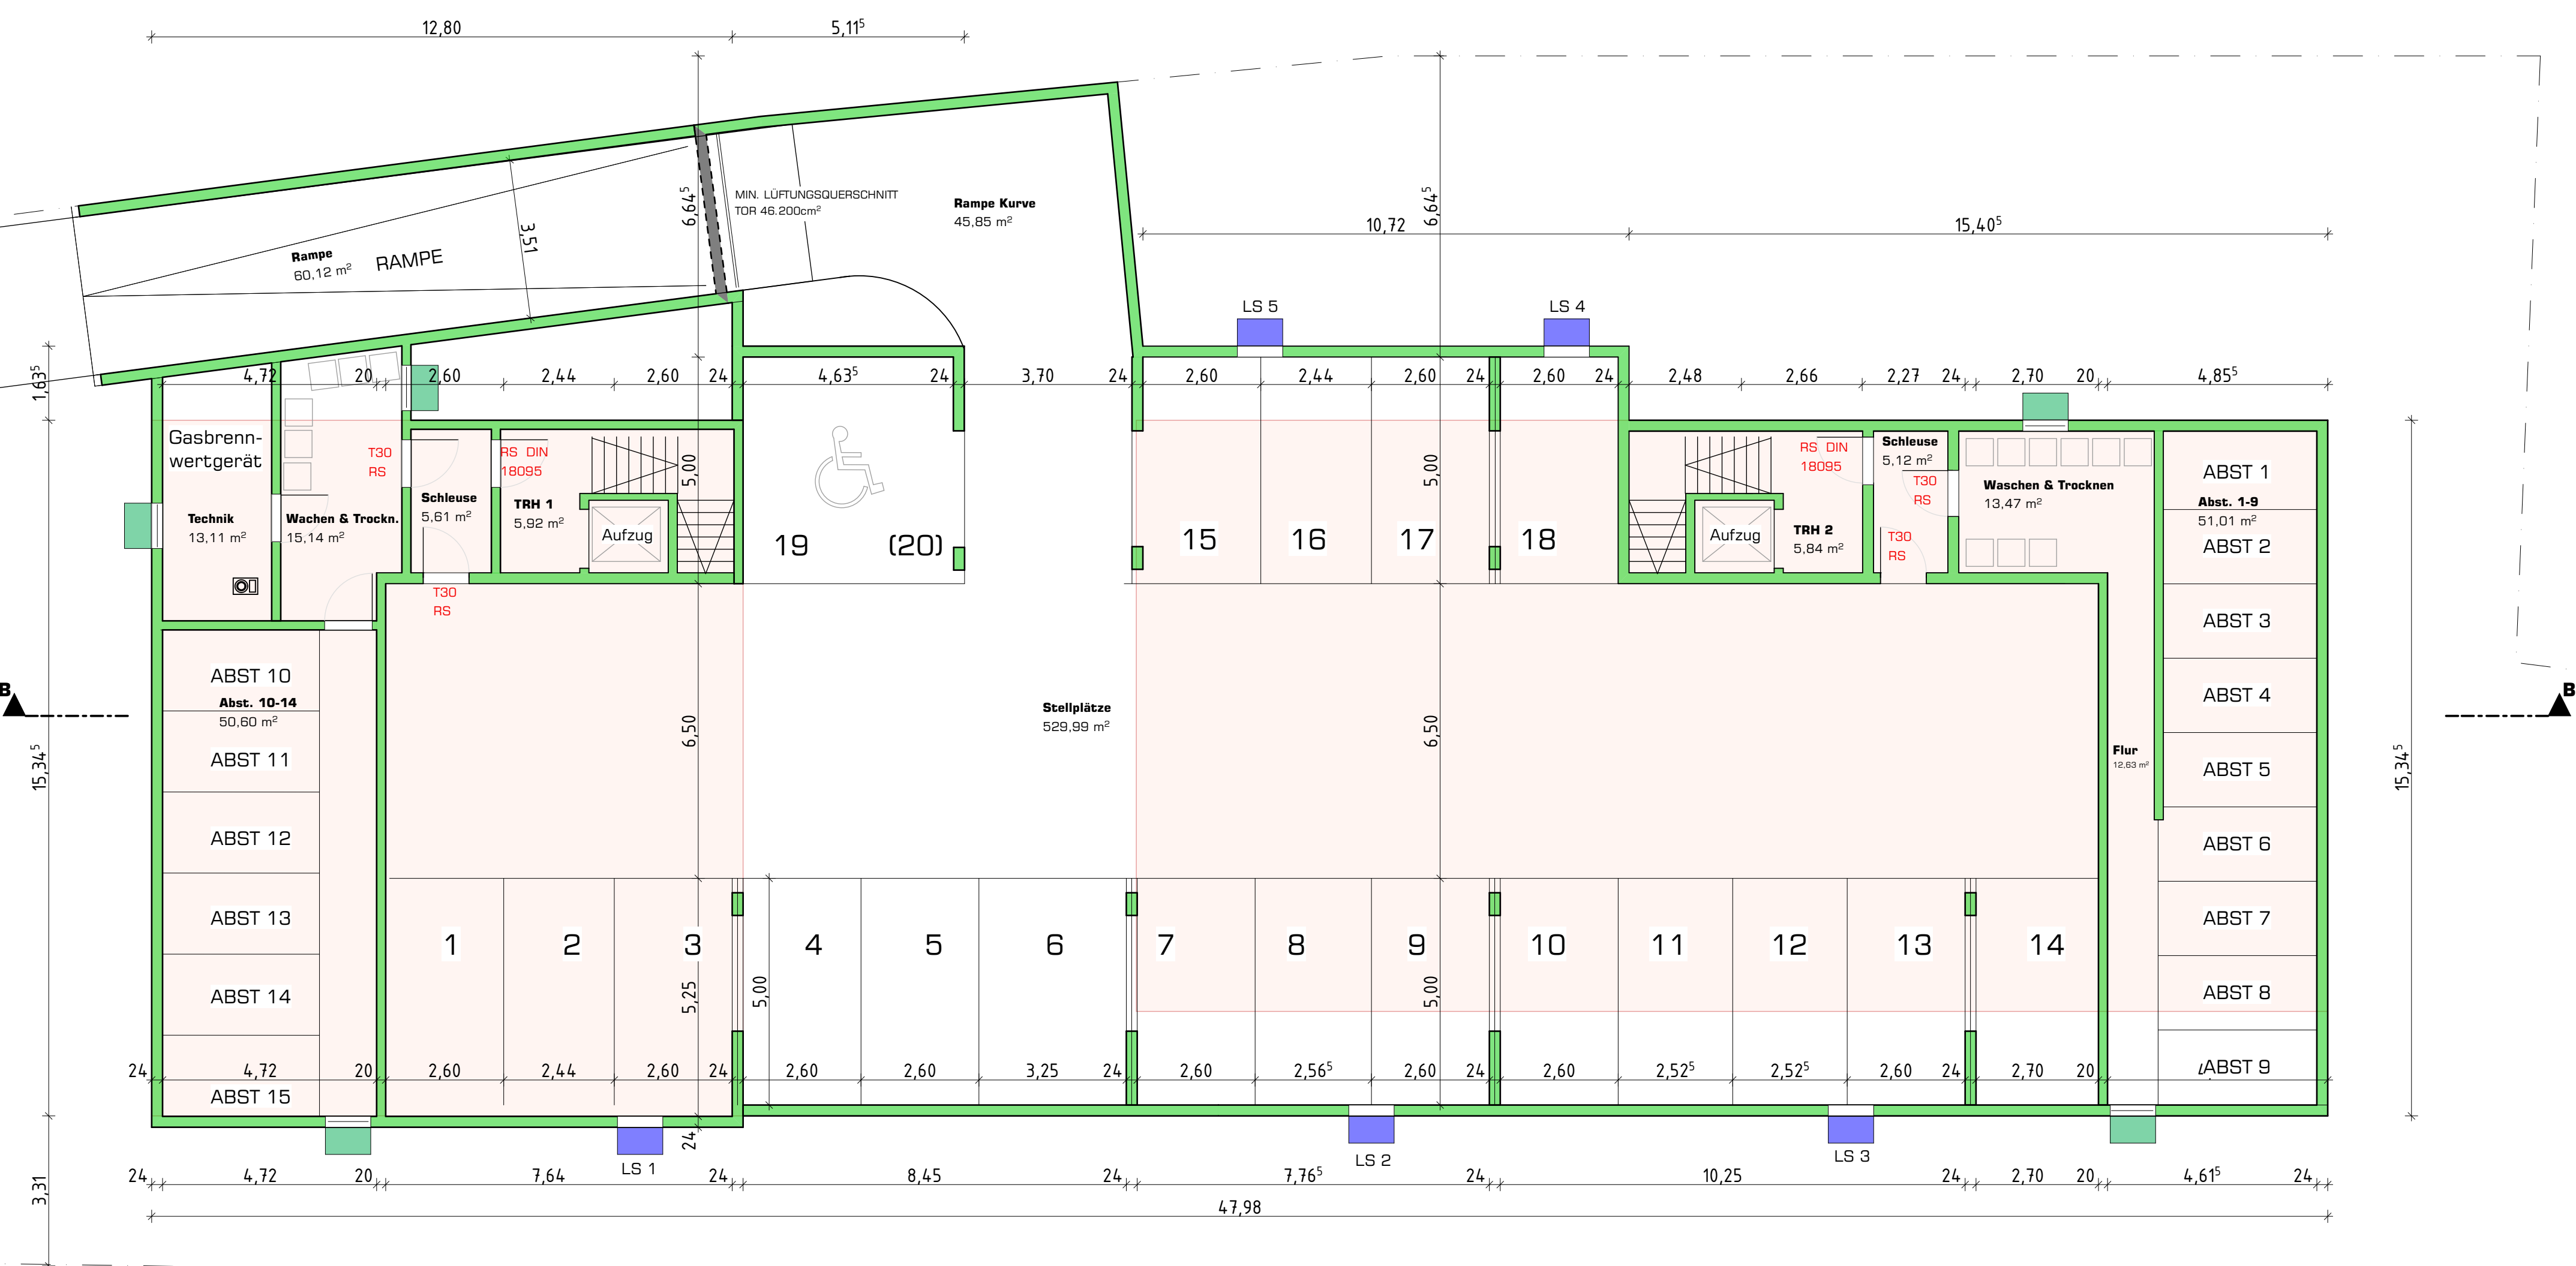 12,80
5,11⁵
6,64⁵
6,64⁵
MIN. LÜFTUNGSQUERSCHNITT
TOR 46.200cm²
Rampe Kurve
45,85 m²
3,51
Rampe
60,12 m²
RAMPE
10,72
15,40⁵
LS 5
LS 4
1,63⁵
4,72
20
2,60
2,44
2,60
24
4,63⁵
24
3,70
24
2,60
2,44
2,60
24
2,60
24
2,48
2,66
2,27
24
2,70
20
4,85⁵
Gasbrenn-
wertgerät
T30
RS
RS DIN
18095
5,00
5,00
RS DIN
18095
Schleuse
5,12 m²
T30
RS
Waschen & Trocknen
13,47 m²
ABST 1
Abst. 1-9
51,01 m²
ABST 2
Technik
13,11 m²
Wachen & Trockn.
15,14 m²
Schleuse
5,61 m²
TRH 1
5,92 m²
Aufzug
19
(20)
15
16
17
18
Aufzug
TRH 2
5,84 m²
T30
RS
T30
RS
ABST 3
ABST 10
Abst. 10-14
50,60 m²
B
B
ABST 4
Stellplätze
529,99 m²
6,50
6,50
15,34⁵
15,34⁵
Flur
12,63 m²
ABST 11
ABST 5
ABST 12
ABST 6
ABST 13
ABST 7
1
2
3
4
5
6
7
8
9
10
11
12
13
14
ABST 14
5,25
5,00
5,00
ABST 8
24
4,72
20
2,60
2,44
2,60
24
2,60
2,60
3,25
24
2,60
2,56⁵
2,60
24
2,60
2,52⁵
2,52⁵
2,60
24
2,70
20
ABST 9
ABST 15
24
LS 1
LS 2
LS 3
3,31
24
4,72
20
7,64
24
8,45
24
7,76⁵
24
10,25
24
2,70
20
4,61⁵
24
47,98